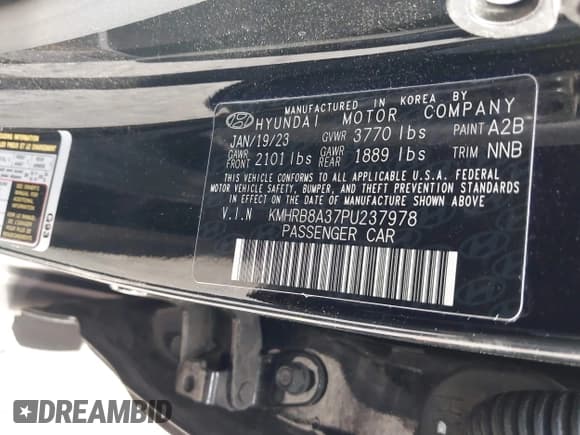 MANUFACTURED IN KOREA BY
HYUNDAI MOTOR COMPANY
JAN/19/23 GVWR 3770 lbs PAINT A2B
GAWR FRONT 2101 lbs GAWR REAR 1889 lbs TRIM NNB
THIS VEHICLE CONFORMS TO ALL APPLICABLE U.S.A. FEDERAL
MOTOR VEHICLE SAFETY, BUMPER, AND THEFT PREVENTION
STANDARDS IN EFFECT ON THE DATE OF MANUFACTURE SHOWN ABOVE.
V.I.N KMHRB8A37PU237978
PASSENGER CAR
INFORMATION
D93
DREAMBID